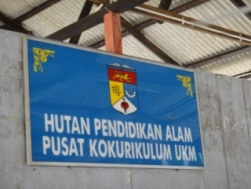 HUTAN PENDIDIKAN ALAM
PUSAT KOKURIKULUM UKM